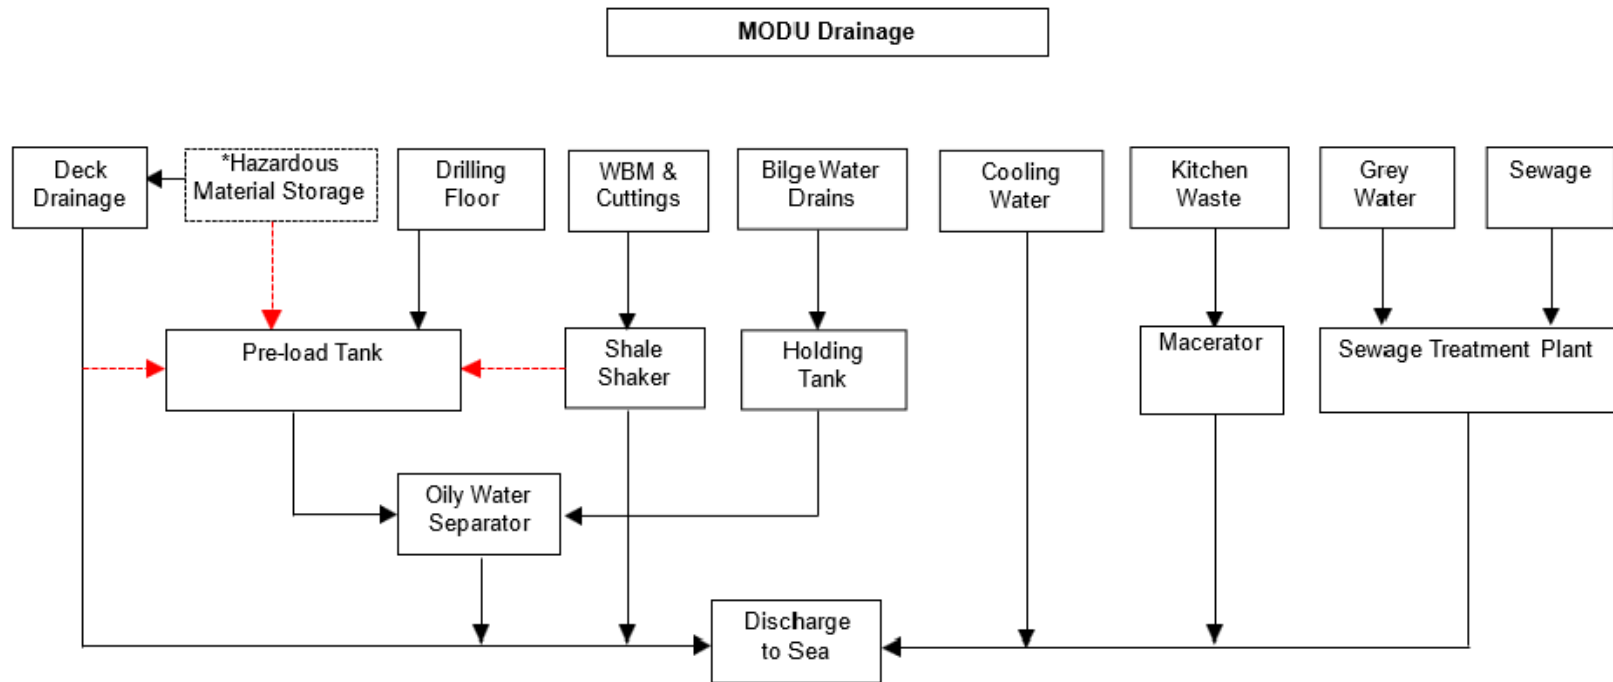 MODU Drainage
Deck
Drainage
*Hazardous
Material Storage
Drilling
Floor
WBM &
Cuttings
Bilge Water
Drains
Cooling
Water
Kitchen
Waste
Grey
Water
Sewage
Pre-load Tank
Shale
Shaker
Holding
Tank
Macerator
Sewage Treatment Plant
Oily Water
Separator
Discharge
to Sea